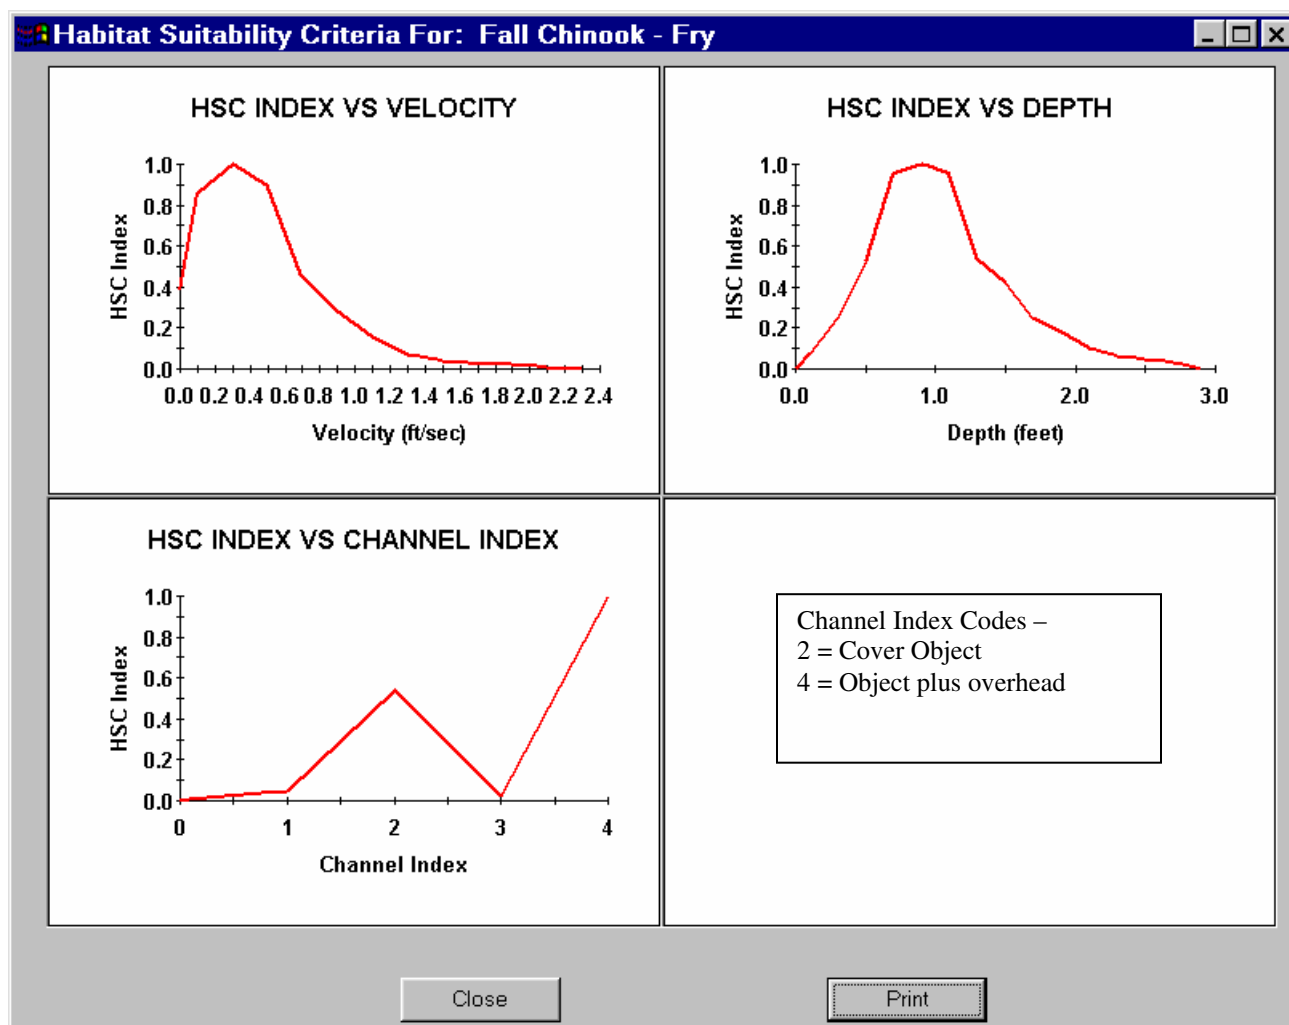 Habitat Suitability Criteria For: Fall Chinook - Fry
HSC INDEX VS VELOCITY
1.0
0.8
0.6
0.4
0.2
0.0
HSC Index
0.0 0.2 0.4 0.6 0.8 1.0 1.2 1.4 1.6 1.8 2.0 2.2 2.4
Velocity (ft/sec)
HSC INDEX VS DEPTH
1.0
0.8
0.6
0.4
0.2
0.0
HSC Index
0.0 1.0 2.0 3.0
Depth (feet)
HSC INDEX VS CHANNEL INDEX
1.0
0.8
0.6
0.4
0.2
0.0
HSC Index
0 1 2 3 4
Channel Index
Channel Index Codes –
2 = Cover Object
4 = Object plus overhead
Close
Print